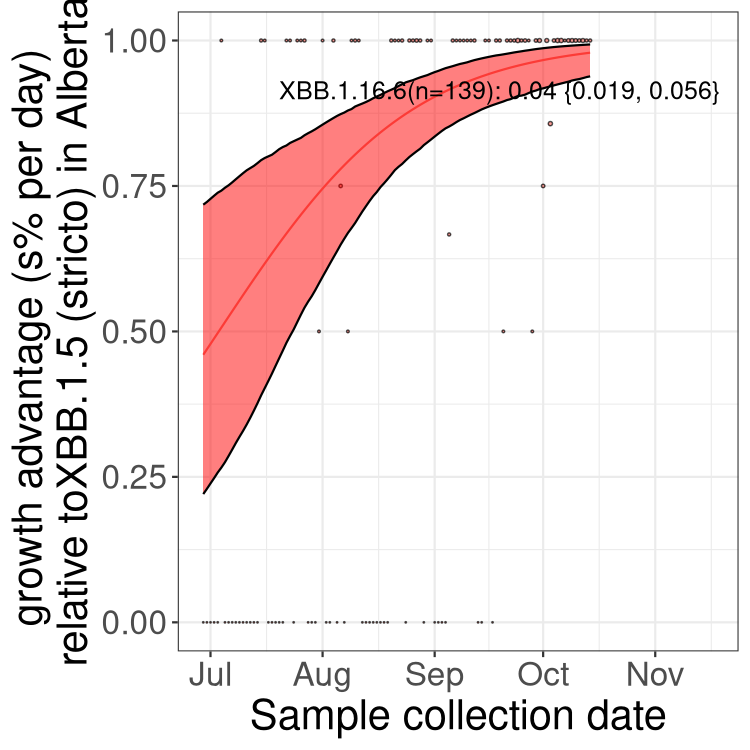 growth advantage (s% per day)
relative toXBB.1.5 (stricto) in Alberta
1.00
0.75
0.50
0.25
0.00
XBB.1.16.6(n=139): 0.04 {0.019, 0.056}
Jul Aug Sep Oct Nov
Sample collection date